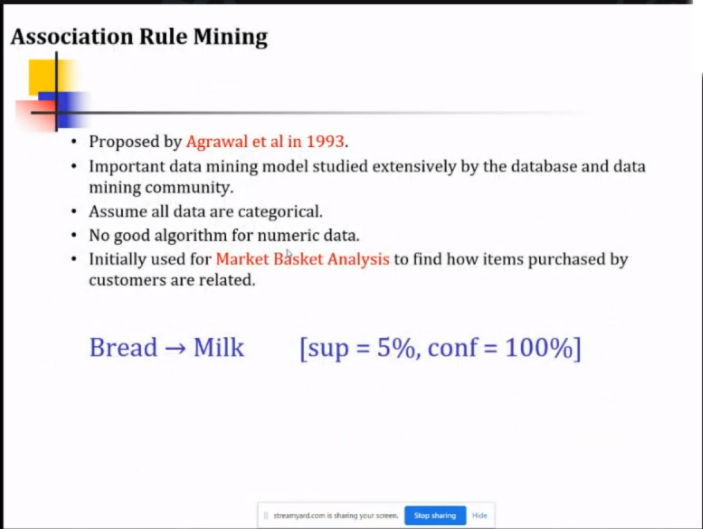 Association Rule Mining
• Proposed by Agrawal et al in 1993.
• Important data mining model studied extensively by the database and data
mining community.
• Assume all data are categorical.
• No good algorithm for numeric data.
• Initially used for Market Basket Analysis to find how items purchased by
customers are related.
Bread → Milk [sup = 5%, conf = 100%]
streamyard.com is sharing your screen. Stop sharing Hide